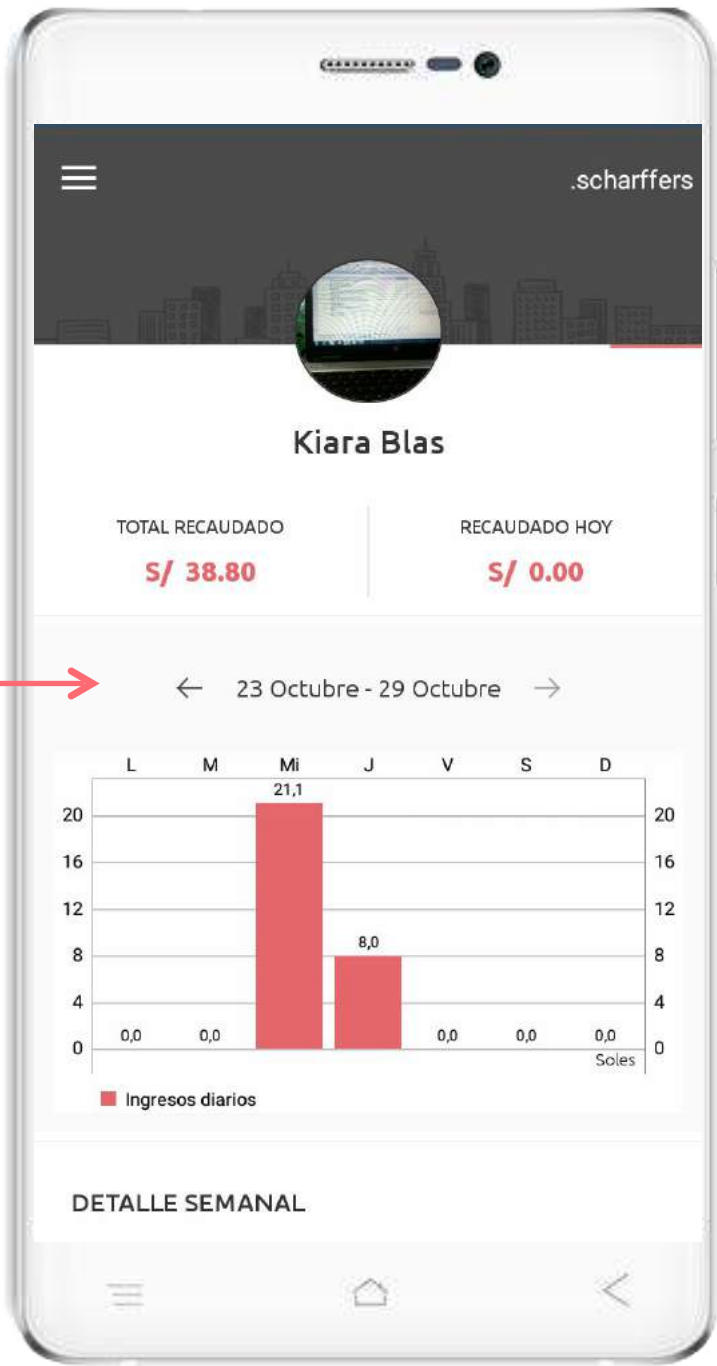 .scharffers
Kiara Blas
TOTAL RECAUDADO RECAUDADO HOY
S/ 38.80 S/ 0.00
← 23 Octubre - 29 Octubre →
L M Mi J V S D
21,1
20 20
16 16
12 12
8,0
8 8
4 4
0,0 0,0 0,0 0,0 0,0
0 0
Soles
Ingresos diarios
DETALLE SEMANAL